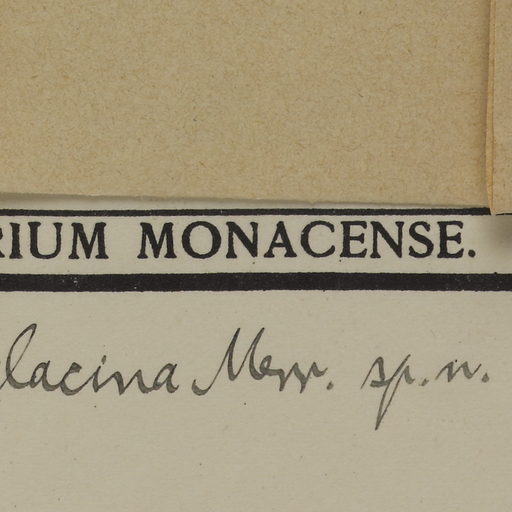 RIUM MONACENSE.
lacina Merr. sp. n.